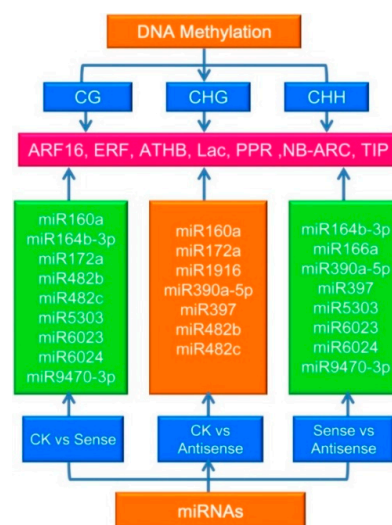 DNA Methylation
CG
CHG
CHH
ARF16, ERF, ATHB, Lac, PPR ,NB-ARC, TIP
miR160a
miR164b-3p
miR172a
miR482b
miR482c
miR5303
miR6023
miR6024
miR9470-3p
miR160a
miR172a
miR1916
miR390a-5p
miR397
miR482b
miR482c
miR164b-3p
miR166a
miR390a-5p
miR397
miR5303
miR6023
miR6024
miR9470-3p
CK vs Sense
CK vs
Antisense
Sense vs
Antisense
miRNAs